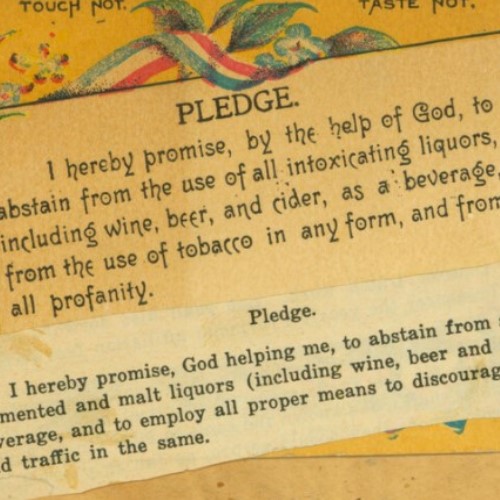 TOUCH NOT. TASTE NOT.
PLEDGE.
I hereby promise, by the help of God, to
abstain from the use of all intoxicating liquors,
including wine, beer, and cider, as a beverage,
from the use of tobacco in any form, and from
all profanity.
Pledge.
I hereby promise, God helping me, to abstain from
mented and malt liquors (including wine, beer and
verage, and to employ all proper means to discourag
d traffic in the same.